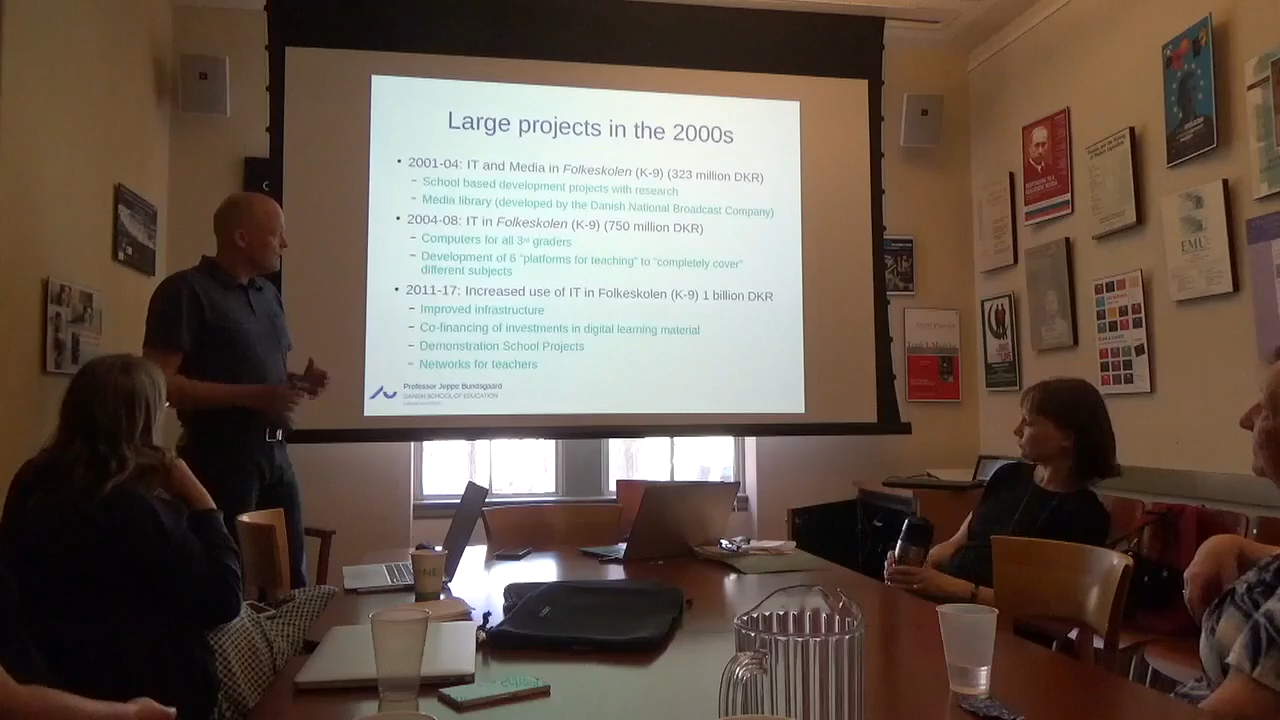 Large projects in the 2000s
• 2001-04: IT and Media in Folkeskolen (K-9) (323 million DKR)
– School based development projects with research
– Media library (developed by the Danish National Broadcast Company)
• 2004-08: IT in Folkeskolen (K-9) (750 million DKR)
– Computers for all 3rd graders
– Development of 6 “platforms for teaching” to “completely cover”
different subjects
• 2011-17: Increased use of IT in Folkeskolen (K-9) 1 billion DKR
– Improved infrastructure
– Co-financing of investments in digital learning material
– Demonstration School Projects
– Networks for teachers
Professor Jeppe Bundsgaard
DANISH SCHOOL OF EDUCATION
EMU